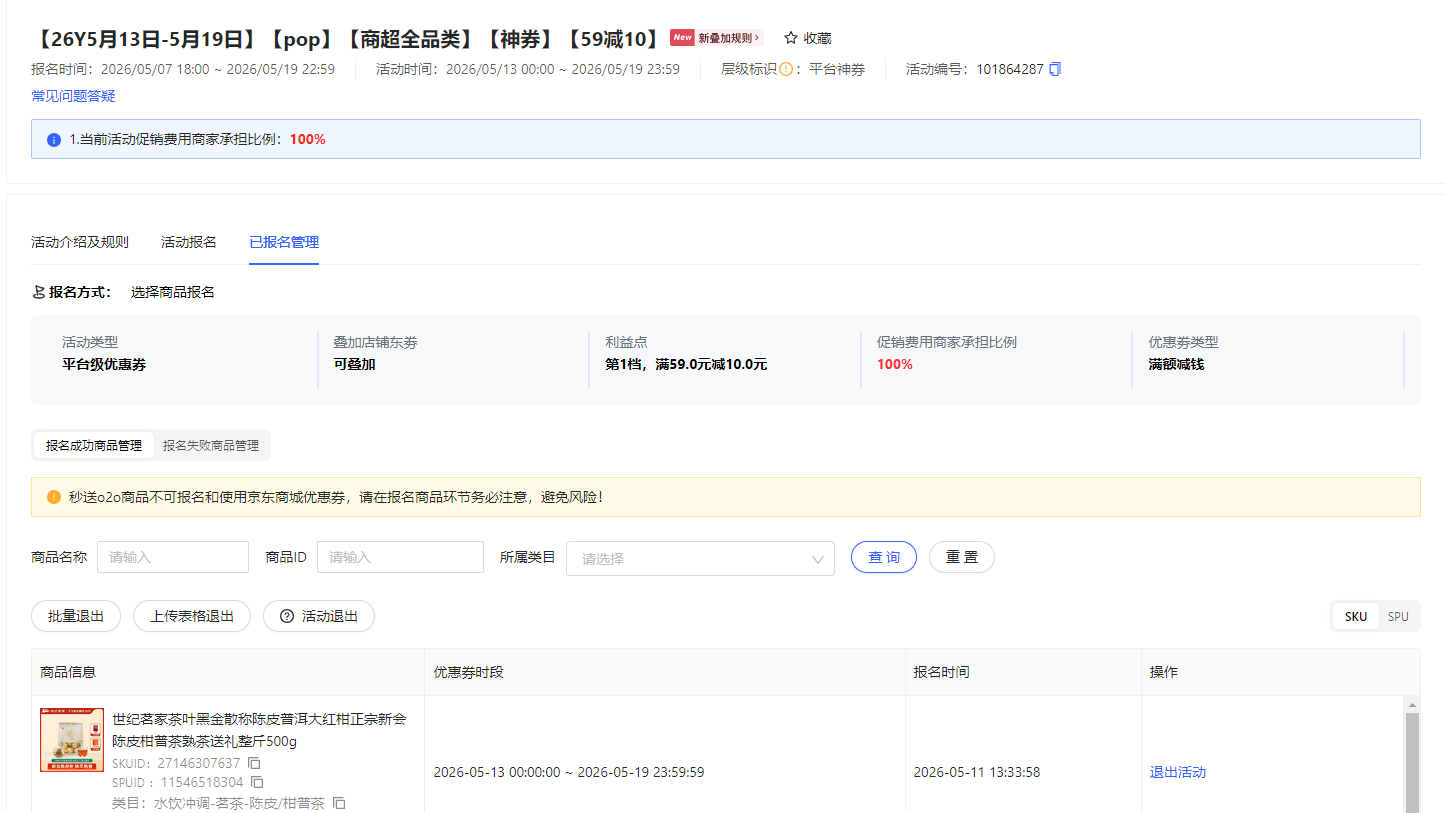 【26Y5月13日-5月19日】【pop】【商超全品类】【神券】【59减10】 New 新叠加规则› 收藏
报名时间：2026/05/07 18:00 ~ 2026/05/19 22:59 活动时间：2026/05/13 00:00 ~ 2026/05/19 23:59 层级标识：平台神券 活动编号：101864287
常见问题答疑
1.当前活动促销费用商家承担比例：100%
活动介绍及规则 活动报名 已报名管理
报名方式： 选择商品报名
活动类型 叠加店铺东券 利益点 促销费用商家承担比例 优惠券类型
平台级优惠券 可叠加 第1档，满59.0元减10.0元 100% 满额减钱
报名成功商品管理 报名失败商品管理
秒送o2o商品不可报名和使用京东商城优惠券，请在报名商品环节务必注意，避免风险！
商品名称 请输入 商品ID 请输入 所属类目 请选择 查询 重置
批量退出 上传表格退出 活动退出 SKU SPU
商品信息 优惠券时段 报名时间 操作
世纪茗家茶叶黑金散称陈皮普洱大红柑正宗新会
陈皮柑普茶熟茶送礼整斤500g
SKUID：27146307637
SPUID：11546518304
类目：水饮冲调-茗茶-陈皮/柑普茶
2026-05-13 00:00:00 ~ 2026-05-19 23:59:59 2026-05-11 13:33:58 退出活动